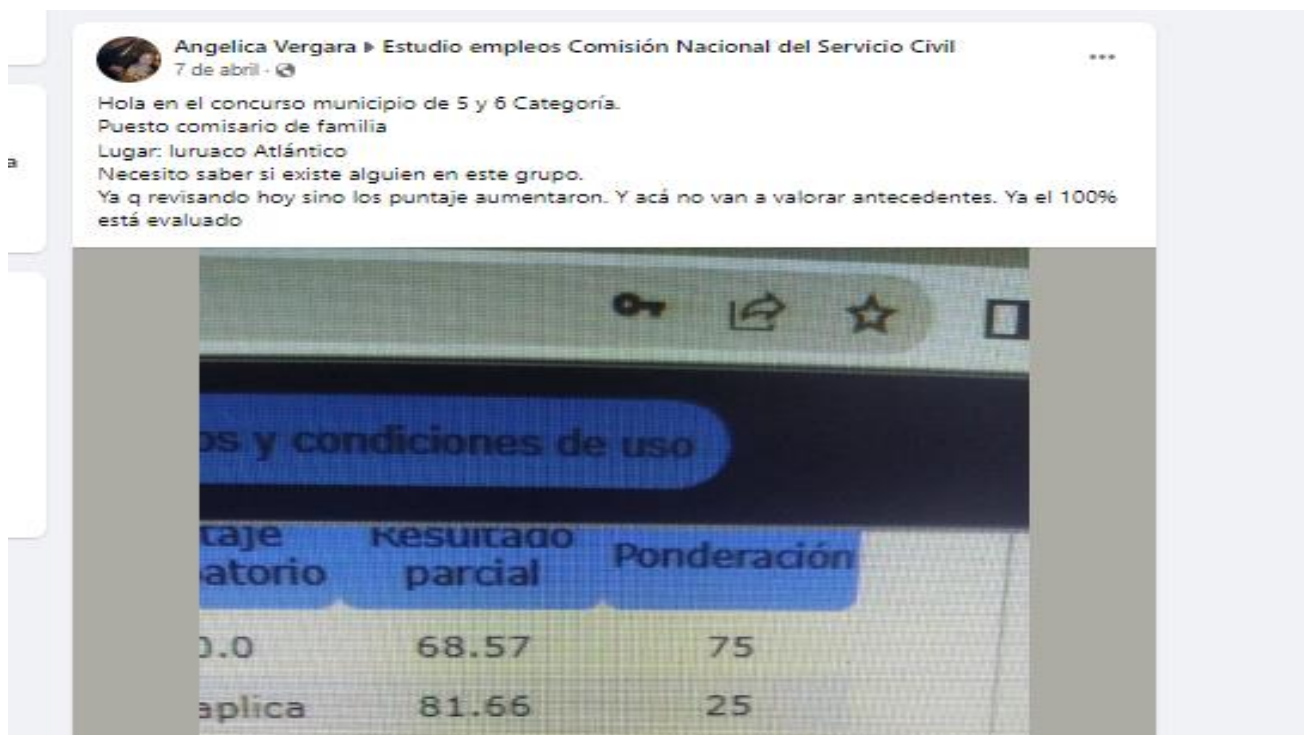 Angelica Vergara ▸ Estudio empleos Comisión Nacional del Servicio Civil
7 de abril ·
Hola en el concurso municipio de 5 y 6 Categoría.
Puesto comisario de familia
Lugar: luruaco Atlántico
Necesito saber si existe alguien en este grupo.
Ya q revisando hoy sino los puntaje aumentaron. Y acá no van a valorar antecedentes. Ya el 100%
está evaluado
a
os y condiciones de uso
taje Resultado Ponderación
atorio parcial
0.0 68.57 75
aplica 81.66 25